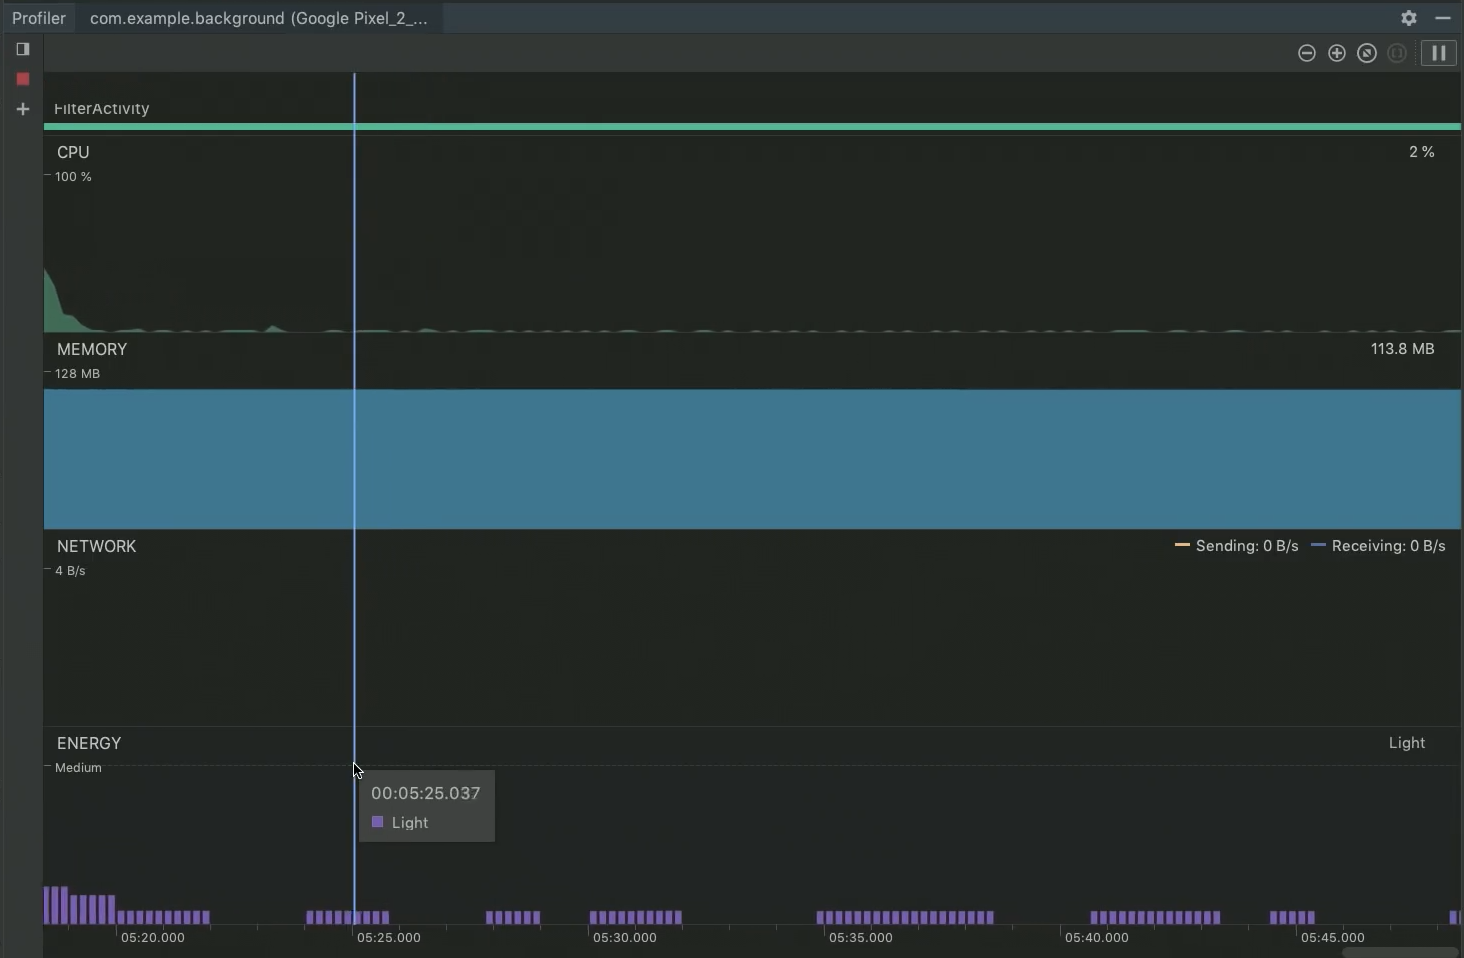 Profiler com.example.background (Google Pixel_2_...
FilterActivity
CPU 2 %
100 %
MEMORY 113.8 MB
128 MB
NETWORK Sending: 0 B/s Receiving: 0 B/s
4 B/s
ENERGY Light
Medium
00:05:25.037
Light
05:20.000 05:25.000 05:30.000 05:35.000 05:40.000 05:45.000